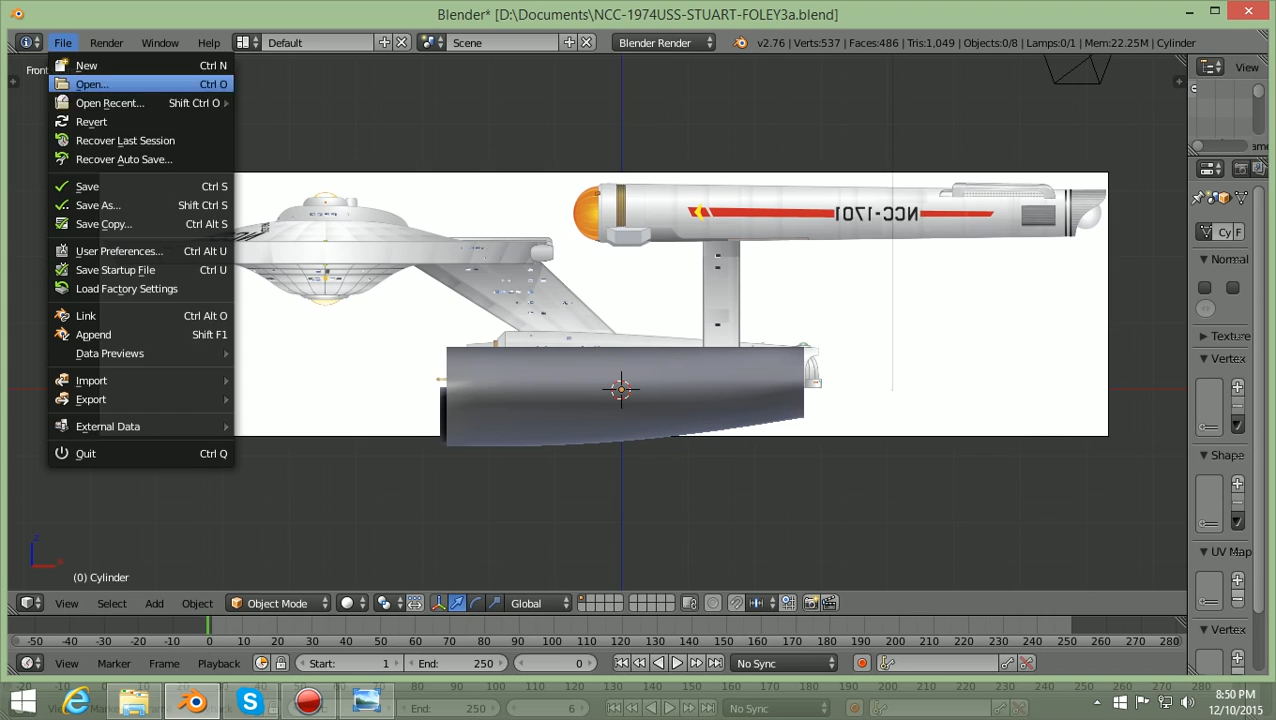 Blender* [D:\Documents\NCC-1974USS-STUART-FOLEY3a.blend]
File Render Window Help Default Scene Blender Render v2.76 | Verts:537 | Faces:486 | Tris:1,049 | Objects:0/8 | Lamps:0/1 | Mem:22.25M | Cylinder
Front
New Ctrl N
Open... Ctrl O
Open Recent... Shift Ctrl O
Revert
Recover Last Session
Recover Auto Save...
Save Ctrl S
Save As... Shift Ctrl S
Save Copy... Ctrl Alt S
User Preferences... Ctrl Alt U
Save Startup File Ctrl U
Load Factory Settings
Link Ctrl Alt O
Append Shift F1
Data Previews
Import
Export
External Data
Quit Ctrl Q
NCC-1701
View
Cy F
Normal
Texture
Vertex
Shape
UV Map
Vertex
z
x
(0) Cylinder
View Select Add Object Object Mode Global
-50 -40 -30 -20 -10 0 10 20 30 40 50 60 70 80 90 100 110 120 130 140 150 160 170 180 190 200 210 220 230 240 250 260 270 280
View Marker Frame Playback Start: 1 End: 250 0 No Sync
End: 250 6 No Sync
8:50 PM
12/10/2015